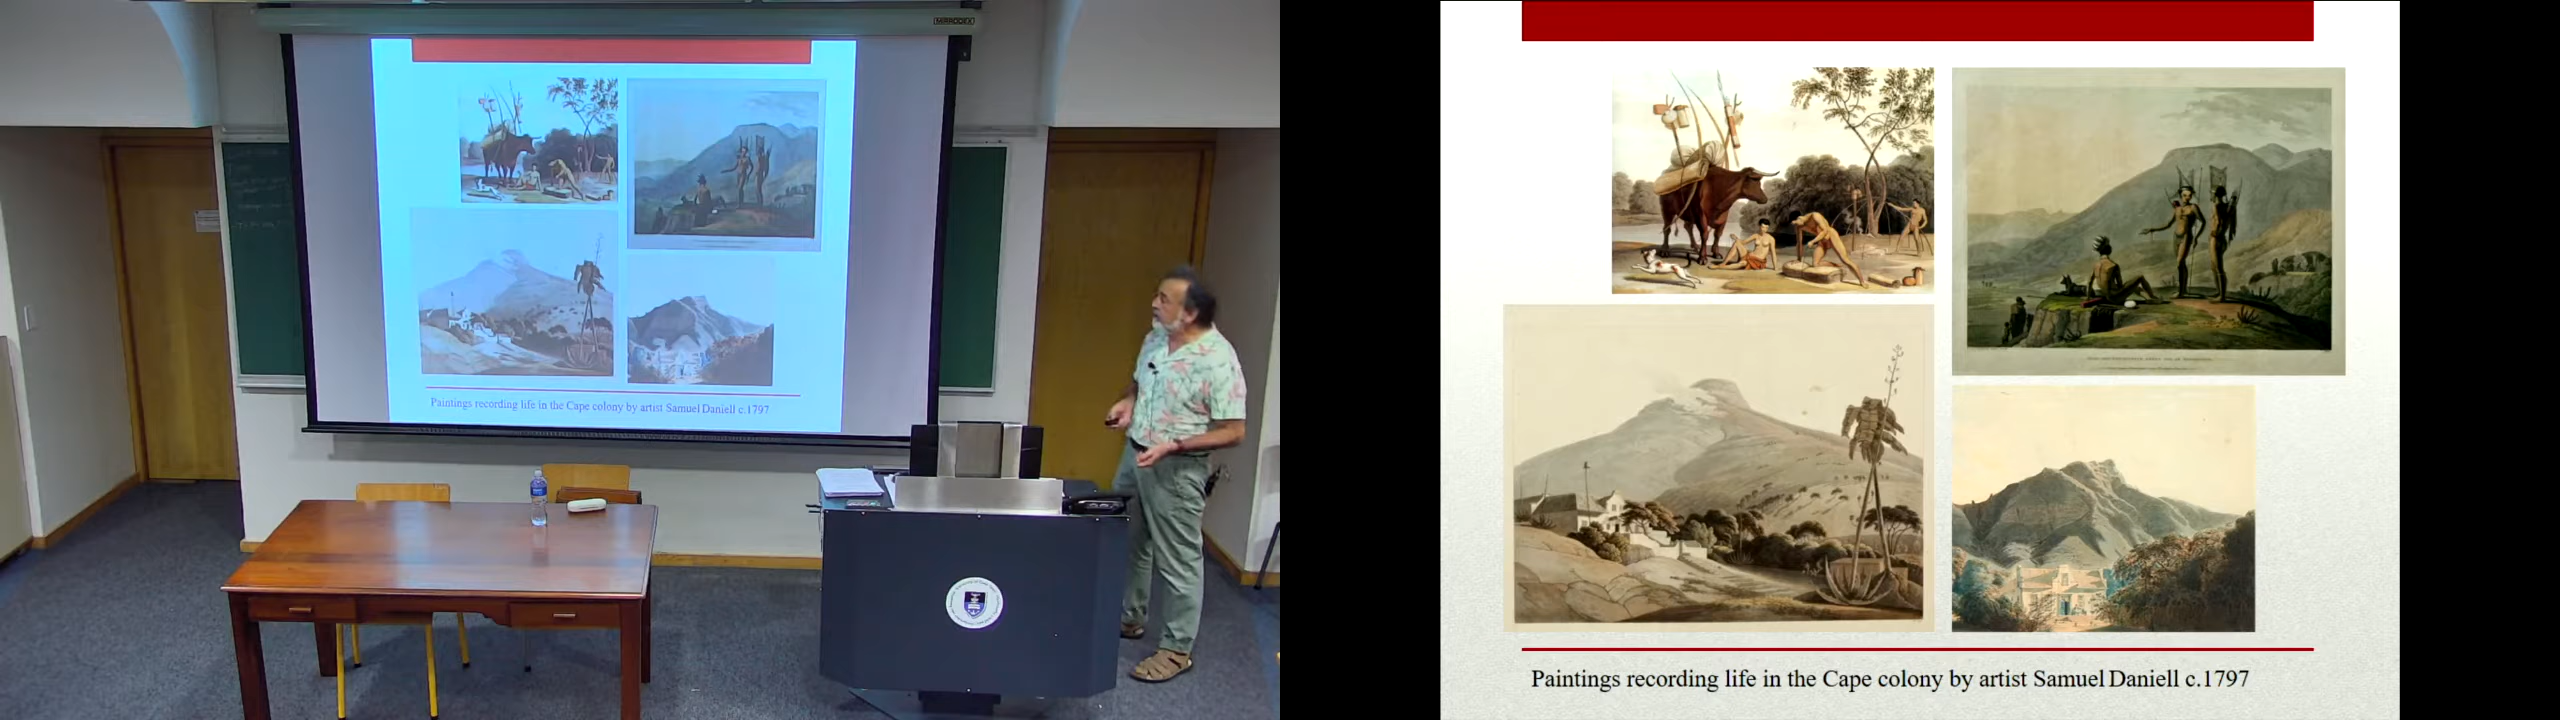 Paintings recording life in the Cape colony by artist Samuel Daniell c.1797
Paintings recording life in the Cape colony by artist Samuel Daniell c.1797